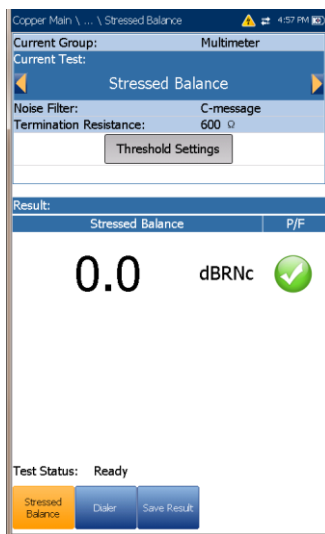 Copper Main \ ... \ Stressed Balance 4:57 PM
Current Group: Multimeter
Current Test:
Stressed Balance
Noise Filter: C-message
Termination Resistance: 600 Ω
Threshold Settings
Result:
Stressed Balance P/F
0.0 dBRNc
Test Status: Ready
Stressed Balance Dialer Save Result